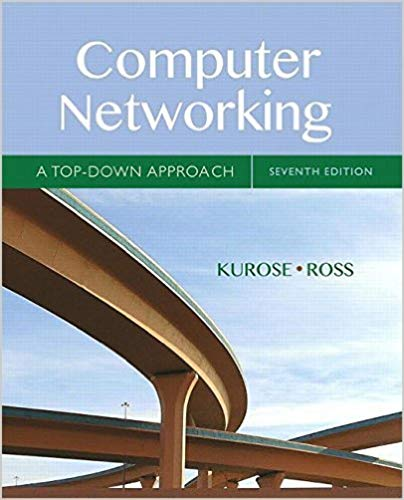 Computer
Networking
A TOP-DOWN APPROACH
SEVENTH EDITION
KUROSE • ROSS